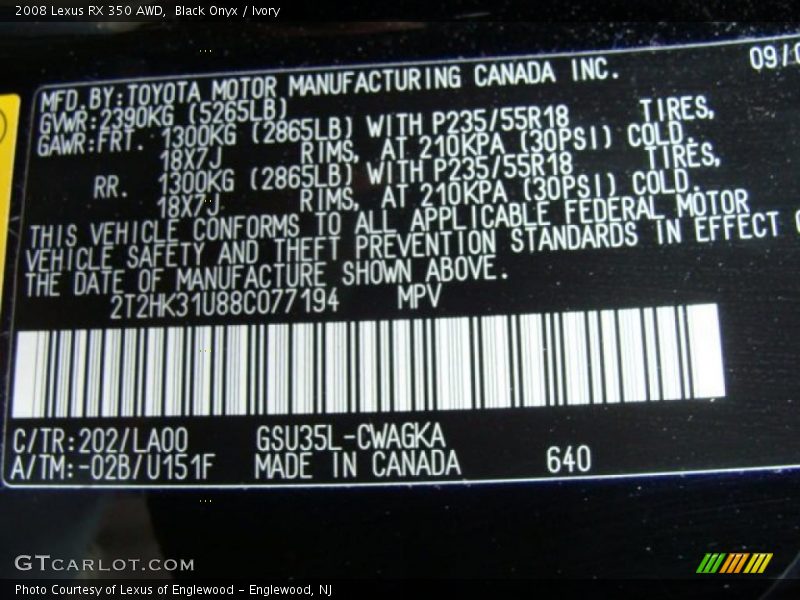 2008 Lexus RX 350 AWD, Black Onyx / Ivory
09/0
MFD.BY:TOYOTA MOTOR MANUFACTURING CANADA INC.
GVWR:2390KG (5265LB)
GAWR:FRT. 1300KG (2865LB) WITH P235/55R18 TIRES,
18X7J RIMS, AT 210KPA (30PSI) COLD.
RR. 1300KG (2865LB) WITH P235/55R18 TIRES,
18X7J RIMS, AT 210KPA (30PSI) COLD.
THIS VEHICLE CONFORMS TO ALL APPLICABLE FEDERAL MOTOR
VEHICLE SAFETY AND THEFT PREVENTION STANDARDS IN EFFECT
THE DATE OF MANUFACTURE SHOWN ABOVE.
2T2HK31U88C077194 MPV
C/TR:202/LA00 GSU35L-CWAGKA
A/TM:-02B/U151F MADE IN CANADA 640
GTCARLOT.COM
Photo Courtesy of Lexus of Englewood - Englewood, NJ